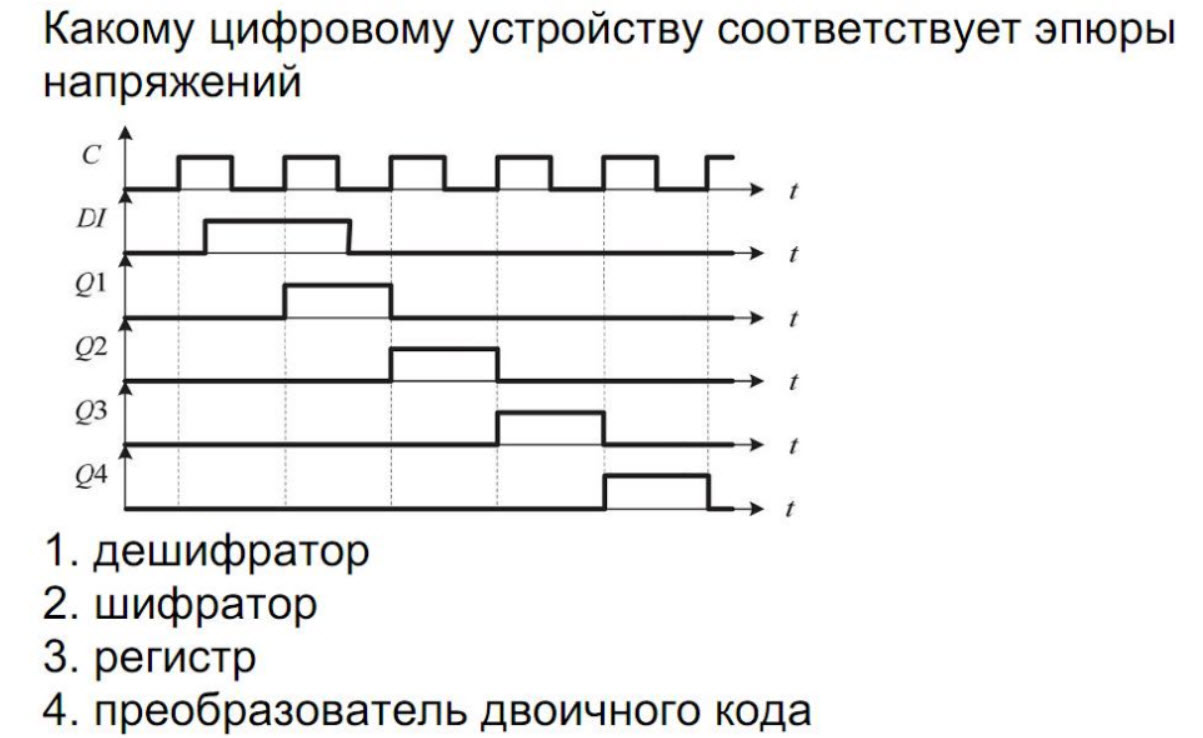 Какому цифровому устройству соответствует эпюры
напряжений
C
t
DI
t
Q1
t
Q2
t
Q3
t
Q4
t
1. дешифратор
2. шифратор
3. регистр
4. преобразователь двоичного кода